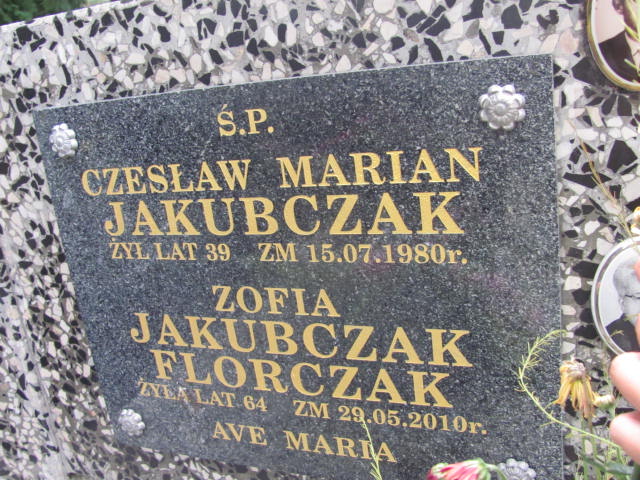 Ś.P.
CZESŁAW MARIAN
JAKUBCZAK
ŻYŁ LAT 39 ZM 15.07.1980r.
ZOFIA
JAKUBCZAK
FLORCZAK
ŻYŁA LAT 64 ZM 29.05.2010r.
AVE MARIA